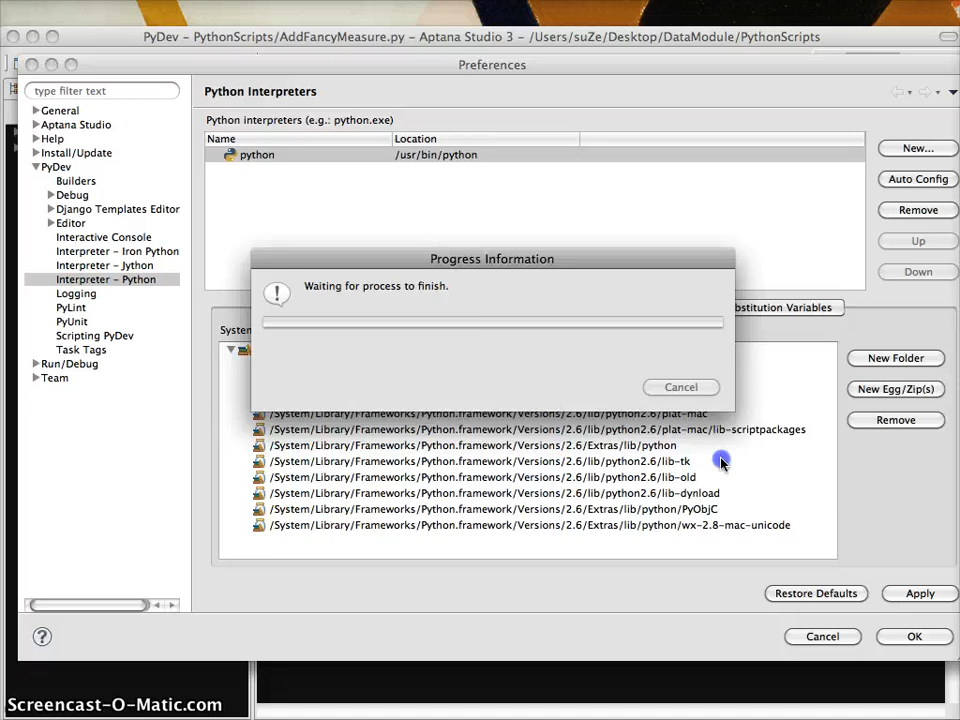 PyDev - PythonScripts/AddFancyMeasure.py - Aptana Studio 3 - /Users/suZe/Desktop/DataModule/PythonScripts
Preferences
type filter text
General
Aptana Studio
Help
Install/Update
PyDev
Builders
Debug
Django Templates Editor
Editor
Interactive Console
Interpreter - Iron Python
Interpreter - Jython
Interpreter - Python
Logging
PyLint
PyUnit
Scripting PyDev
Task Tags
Run/Debug
Team
Python Interpreters
Python interpreters (e.g.: python.exe)
Name Location
python /usr/bin/python
New...
Auto Config
Remove
Up
Down
Progress Information
Waiting for process to finish.
Cancel
bstitution Variables
System
/System/Library/Frameworks/Python.framework/Versions/2.6/lib/python2.6/plat-mac
/System/Library/Frameworks/Python.framework/Versions/2.6/lib/python2.6/plat-mac/lib-scriptpackages
/System/Library/Frameworks/Python.framework/Versions/2.6/Extras/lib/python
/System/Library/Frameworks/Python.framework/Versions/2.6/lib/python2.6/lib-tk
/System/Library/Frameworks/Python.framework/Versions/2.6/lib/python2.6/lib-old
/System/Library/Frameworks/Python.framework/Versions/2.6/lib/python2.6/lib-dynload
/System/Library/Frameworks/Python.framework/Versions/2.6/Extras/lib/python/PyObjC
/System/Library/Frameworks/Python.framework/Versions/2.6/Extras/lib/python/wx-2.8-mac-unicode
New Folder
New Egg/Zip(s)
Remove
Restore Defaults
Apply
?
Cancel
OK
Screencast-O-Matic.com